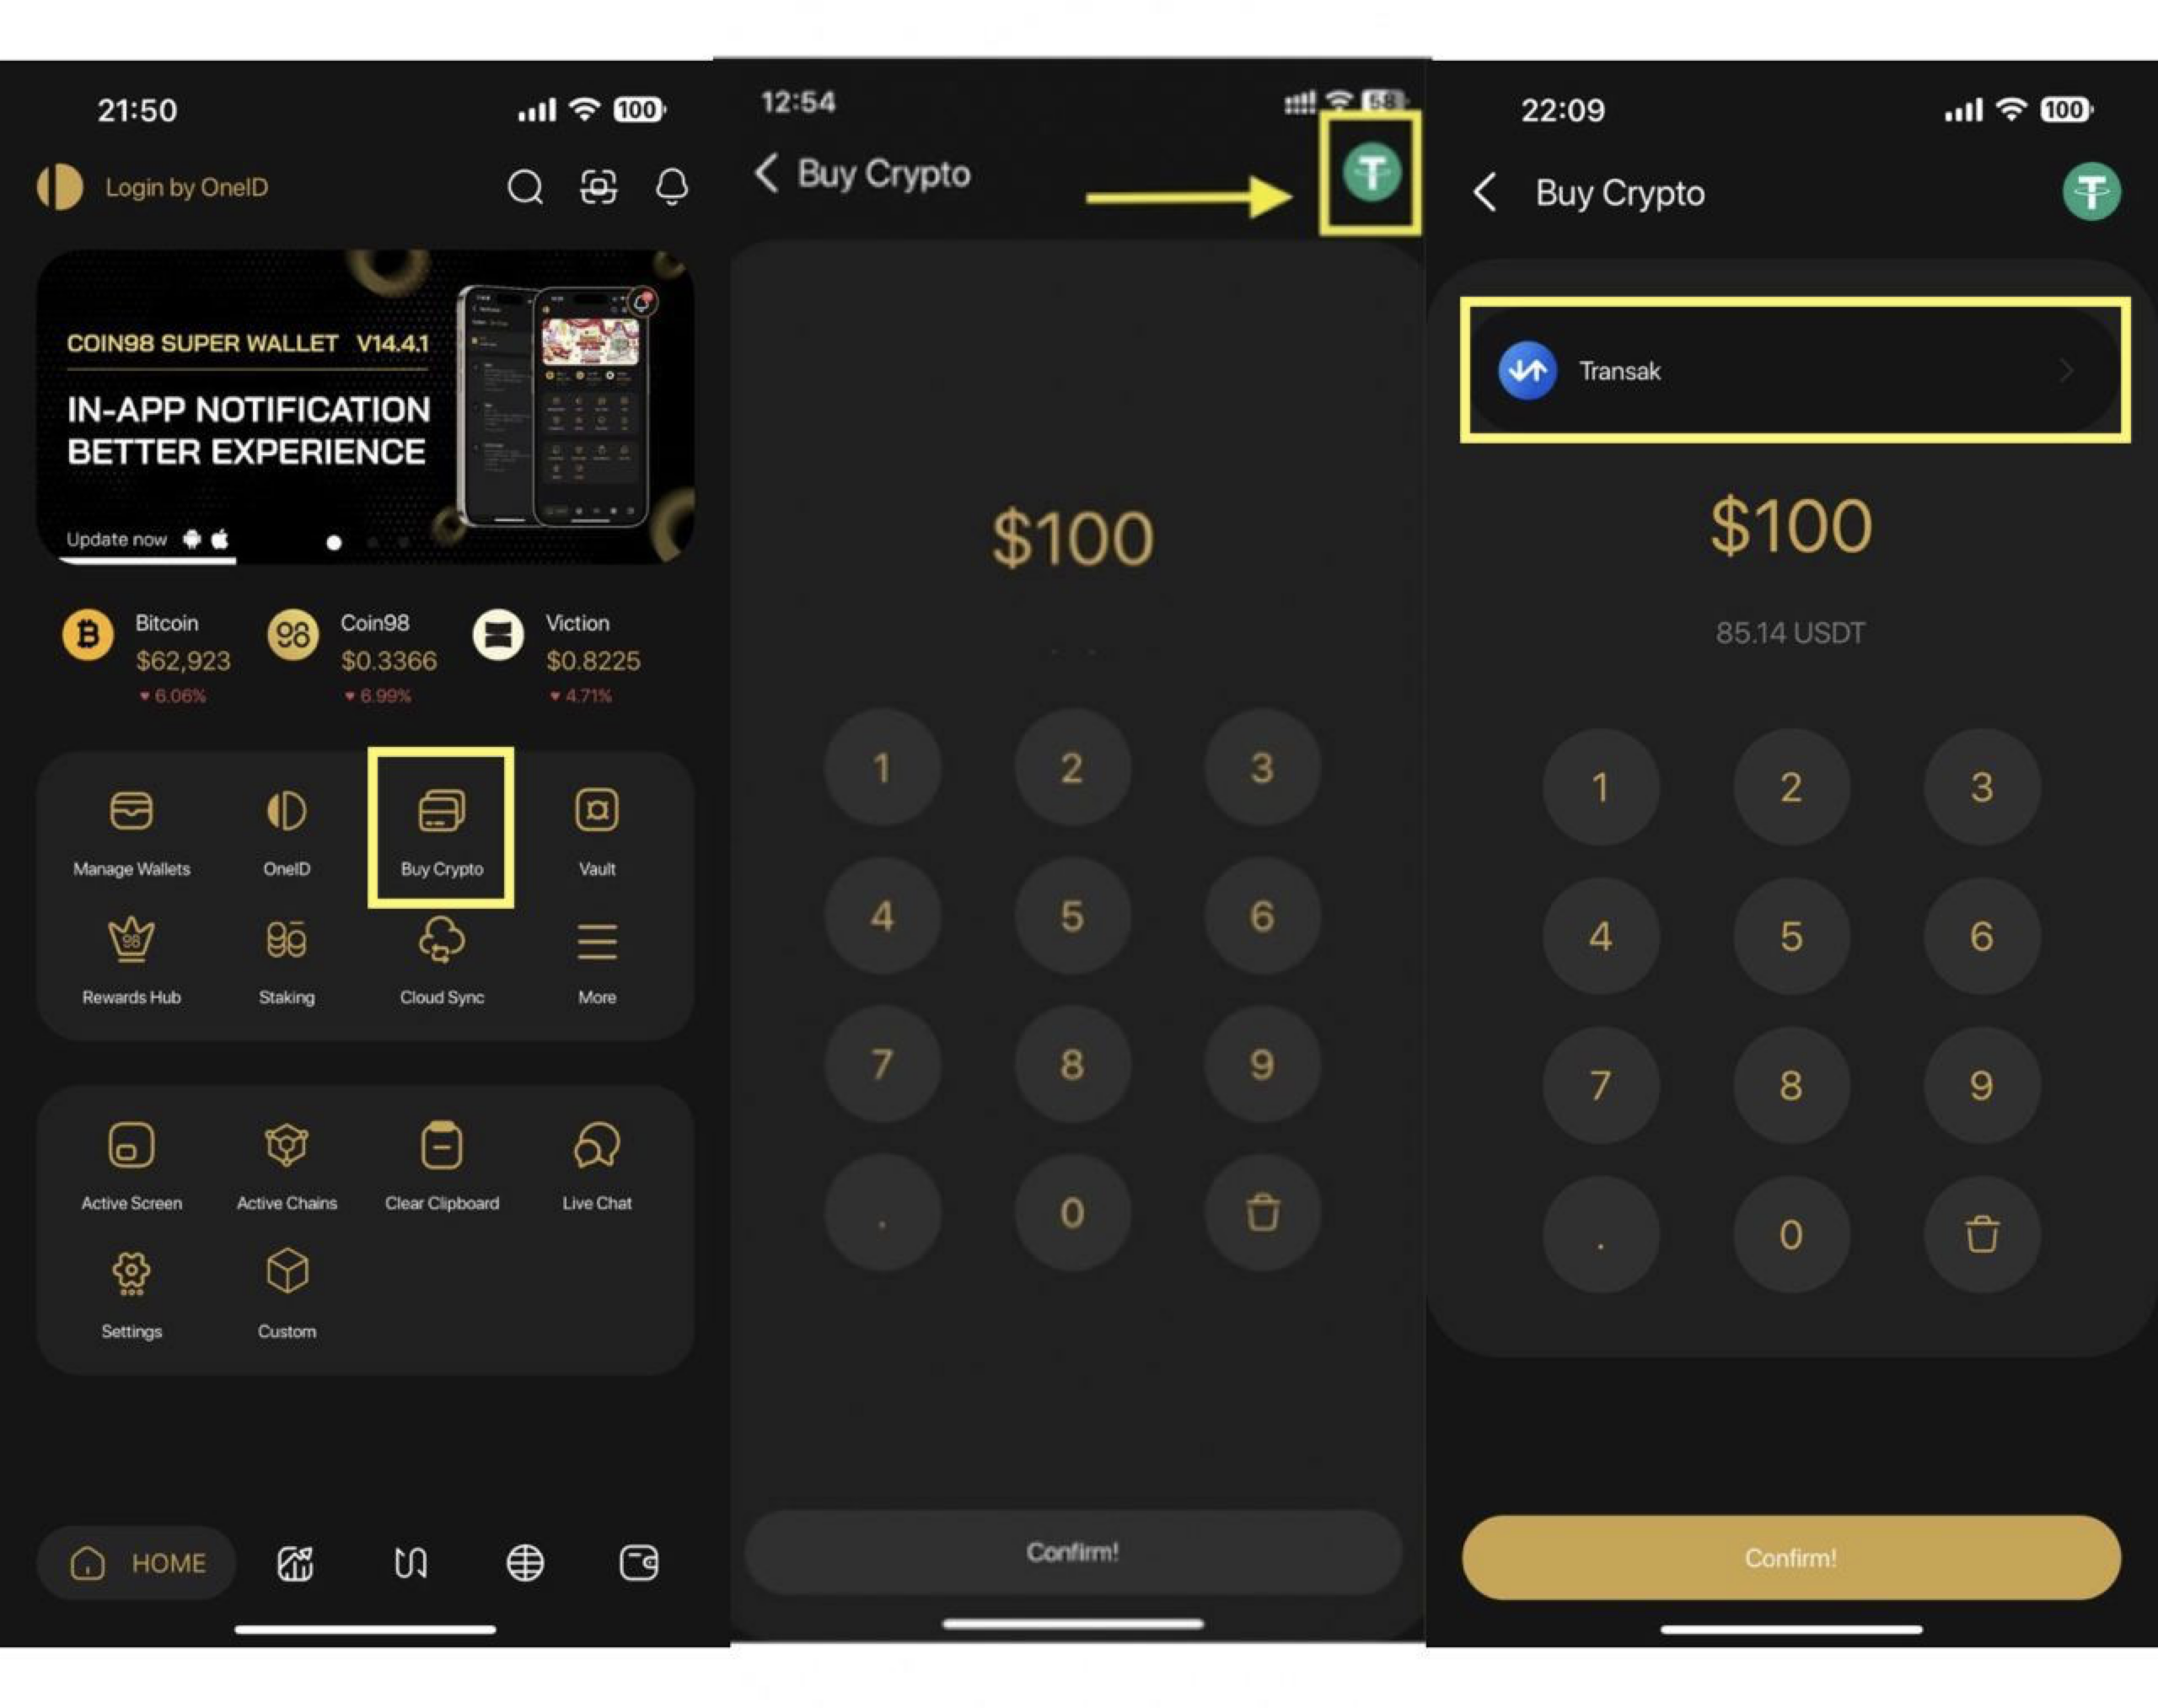 21:50
100
Login by OneID
COIN98 SUPER WALLET V14.4.1
IN-APP NOTIFICATION
BETTER EXPERIENCE
Update now
Bitcoin
$62,923
6.06%
98
Coin98
$0.3366
6.99%
Viction
$0.8225
4.71%
Manage Wallets
OneID
Buy Crypto
Vault
98
Rewards Hub
Staking
Cloud Sync
More
Active Screen
Active Chains
Clear Clipboard
Live Chat
Settings
Custom
HOME
12:54
58
Buy Crypto
$100
1 2 3
4 5 6
7 8 9
. 0
Confirm!
22:09
100
Buy Crypto
Transak
$100
85.14 USDT
1 2 3
4 5 6
7 8 9
. 0
Confirm!